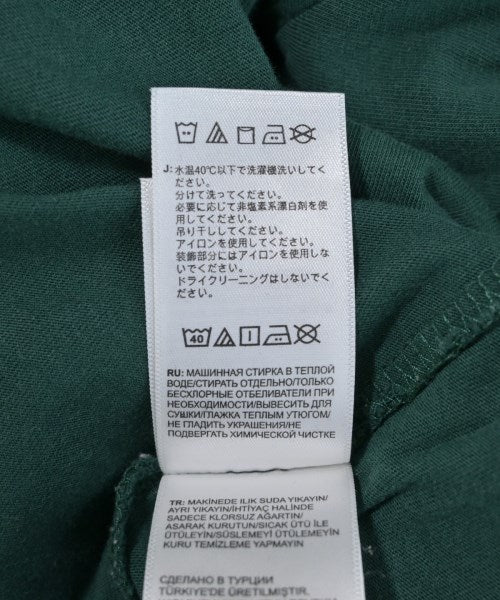 J: 水温40℃以下で洗濯機洗いしてく
ださい。
分けて洗ってください。
必要に応じて非塩素系漂白剤を使
用してください。
吊り干ししてください。
アイロンを使用してください。
装飾部分にはアイロンを使用しな
いでください。
ドライクリーニングはしないでく
ださい。
40
RU: МАШИННАЯ СТИРКА В ТЕПЛОЙ
ВОДЕ/СТИРАТЬ ОТДЕЛЬНО/ТОЛЬКО
БЕСХЛОРНЫЕ ОТБЕЛИВАТЕЛИ ПРИ
НЕОБХОДИМОСТИ/ВЫВЕСИТЬ ДЛЯ
СУШКИ/ГЛАЖКА ТЕПЛЫМ УТЮГОМ/
НЕ ГЛАДИТЬ УКРАШЕНИЯ/НЕ
ПОДВЕРГАТЬ ХИМИЧЕСКОЙ ЧИСТКЕ
TR: MAKİNEDE ILIK SUDA YIKAYIN/
AYRI YIKAYIN/İHTİYAÇ HALİNDE
SADECE KLORSUZ AĞARTIN/
ASARAK KURUTUN/SICAK ÜTÜ İLE
ÜTÜLEYİN/SÜSLEMEYİ ÜTÜLEMEYİN
KURU TEMİZLEME YAPMAYIN
СДЕЛАНО В ТУРЦИИ
TÜRKİYE'DE ÜRETİLMİŞTİR.